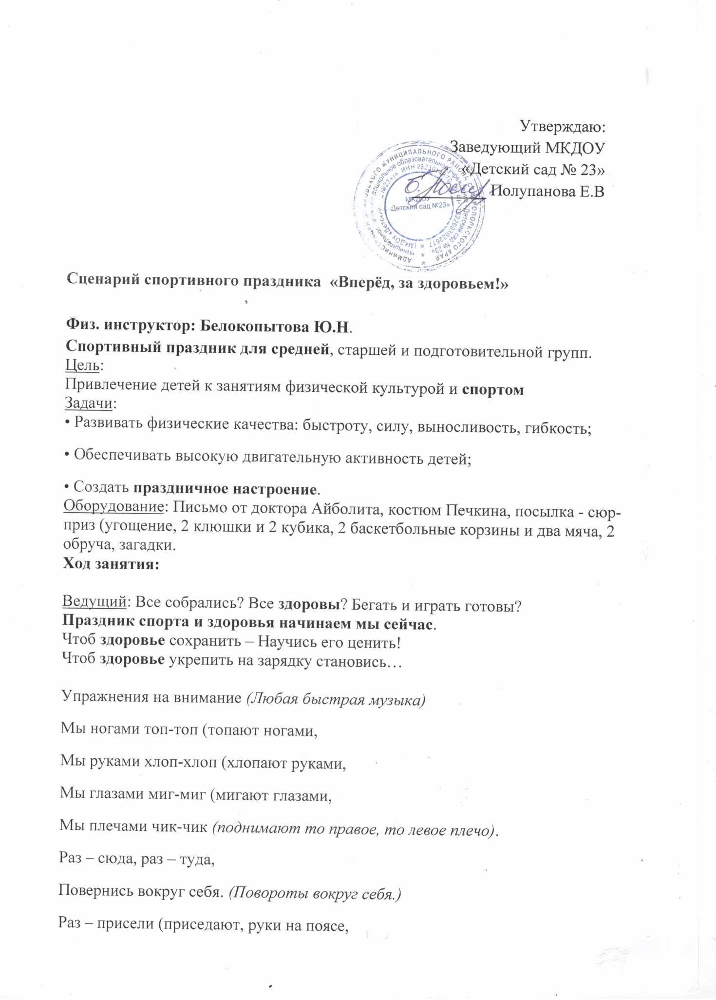 Утверждаю:
Заведующий МКДОУ
«Детский сад № 23»
Полупанова Е.В
МКДОУ
Детский сад №23»
Сценарий спортивного праздника «Вперёд, за здоровьем!»
Физ. инструктор: Белокопытова Ю.Н.
Спортивный праздник для средней, старшей и подготовительной групп.
Цель:
Привлечение детей к занятиям физической культурой и спортом
Задачи:
• Развивать физические качества: быстроту, силу, выносливость, гибкость;
• Обеспечивать высокую двигательную активность детей;
• Создать праздничное настроение.
Оборудование: Письмо от доктора Айболита, костюм Печкина, посылка - сюр-
приз (угощение, 2 клюшки и 2 кубика, 2 баскетбольные корзины и два мяча, 2
обруча, загадки.
Ход занятия:
Ведущий: Все собрались? Все здоровы? Бегать и играть готовы?
Праздник спорта и здоровья начинаем мы сейчас.
Чтоб здоровье сохранить – Научись его ценить!
Чтоб здоровье укрепить на зарядку становись…
Упражнения на внимание (Любая быстрая музыка)
Мы ногами топ-топ (топают ногами,
Мы руками хлоп-хлоп (хлопают руками,
Мы глазами миг-миг (мигают глазами,
Мы плечами чик-чик (поднимают то правое, то левое плечо).
Раз – сюда, раз – туда,
Повернись вокруг себя. (Повороты вокруг себя.)
Раз – присели (приседают, руки на поясе,